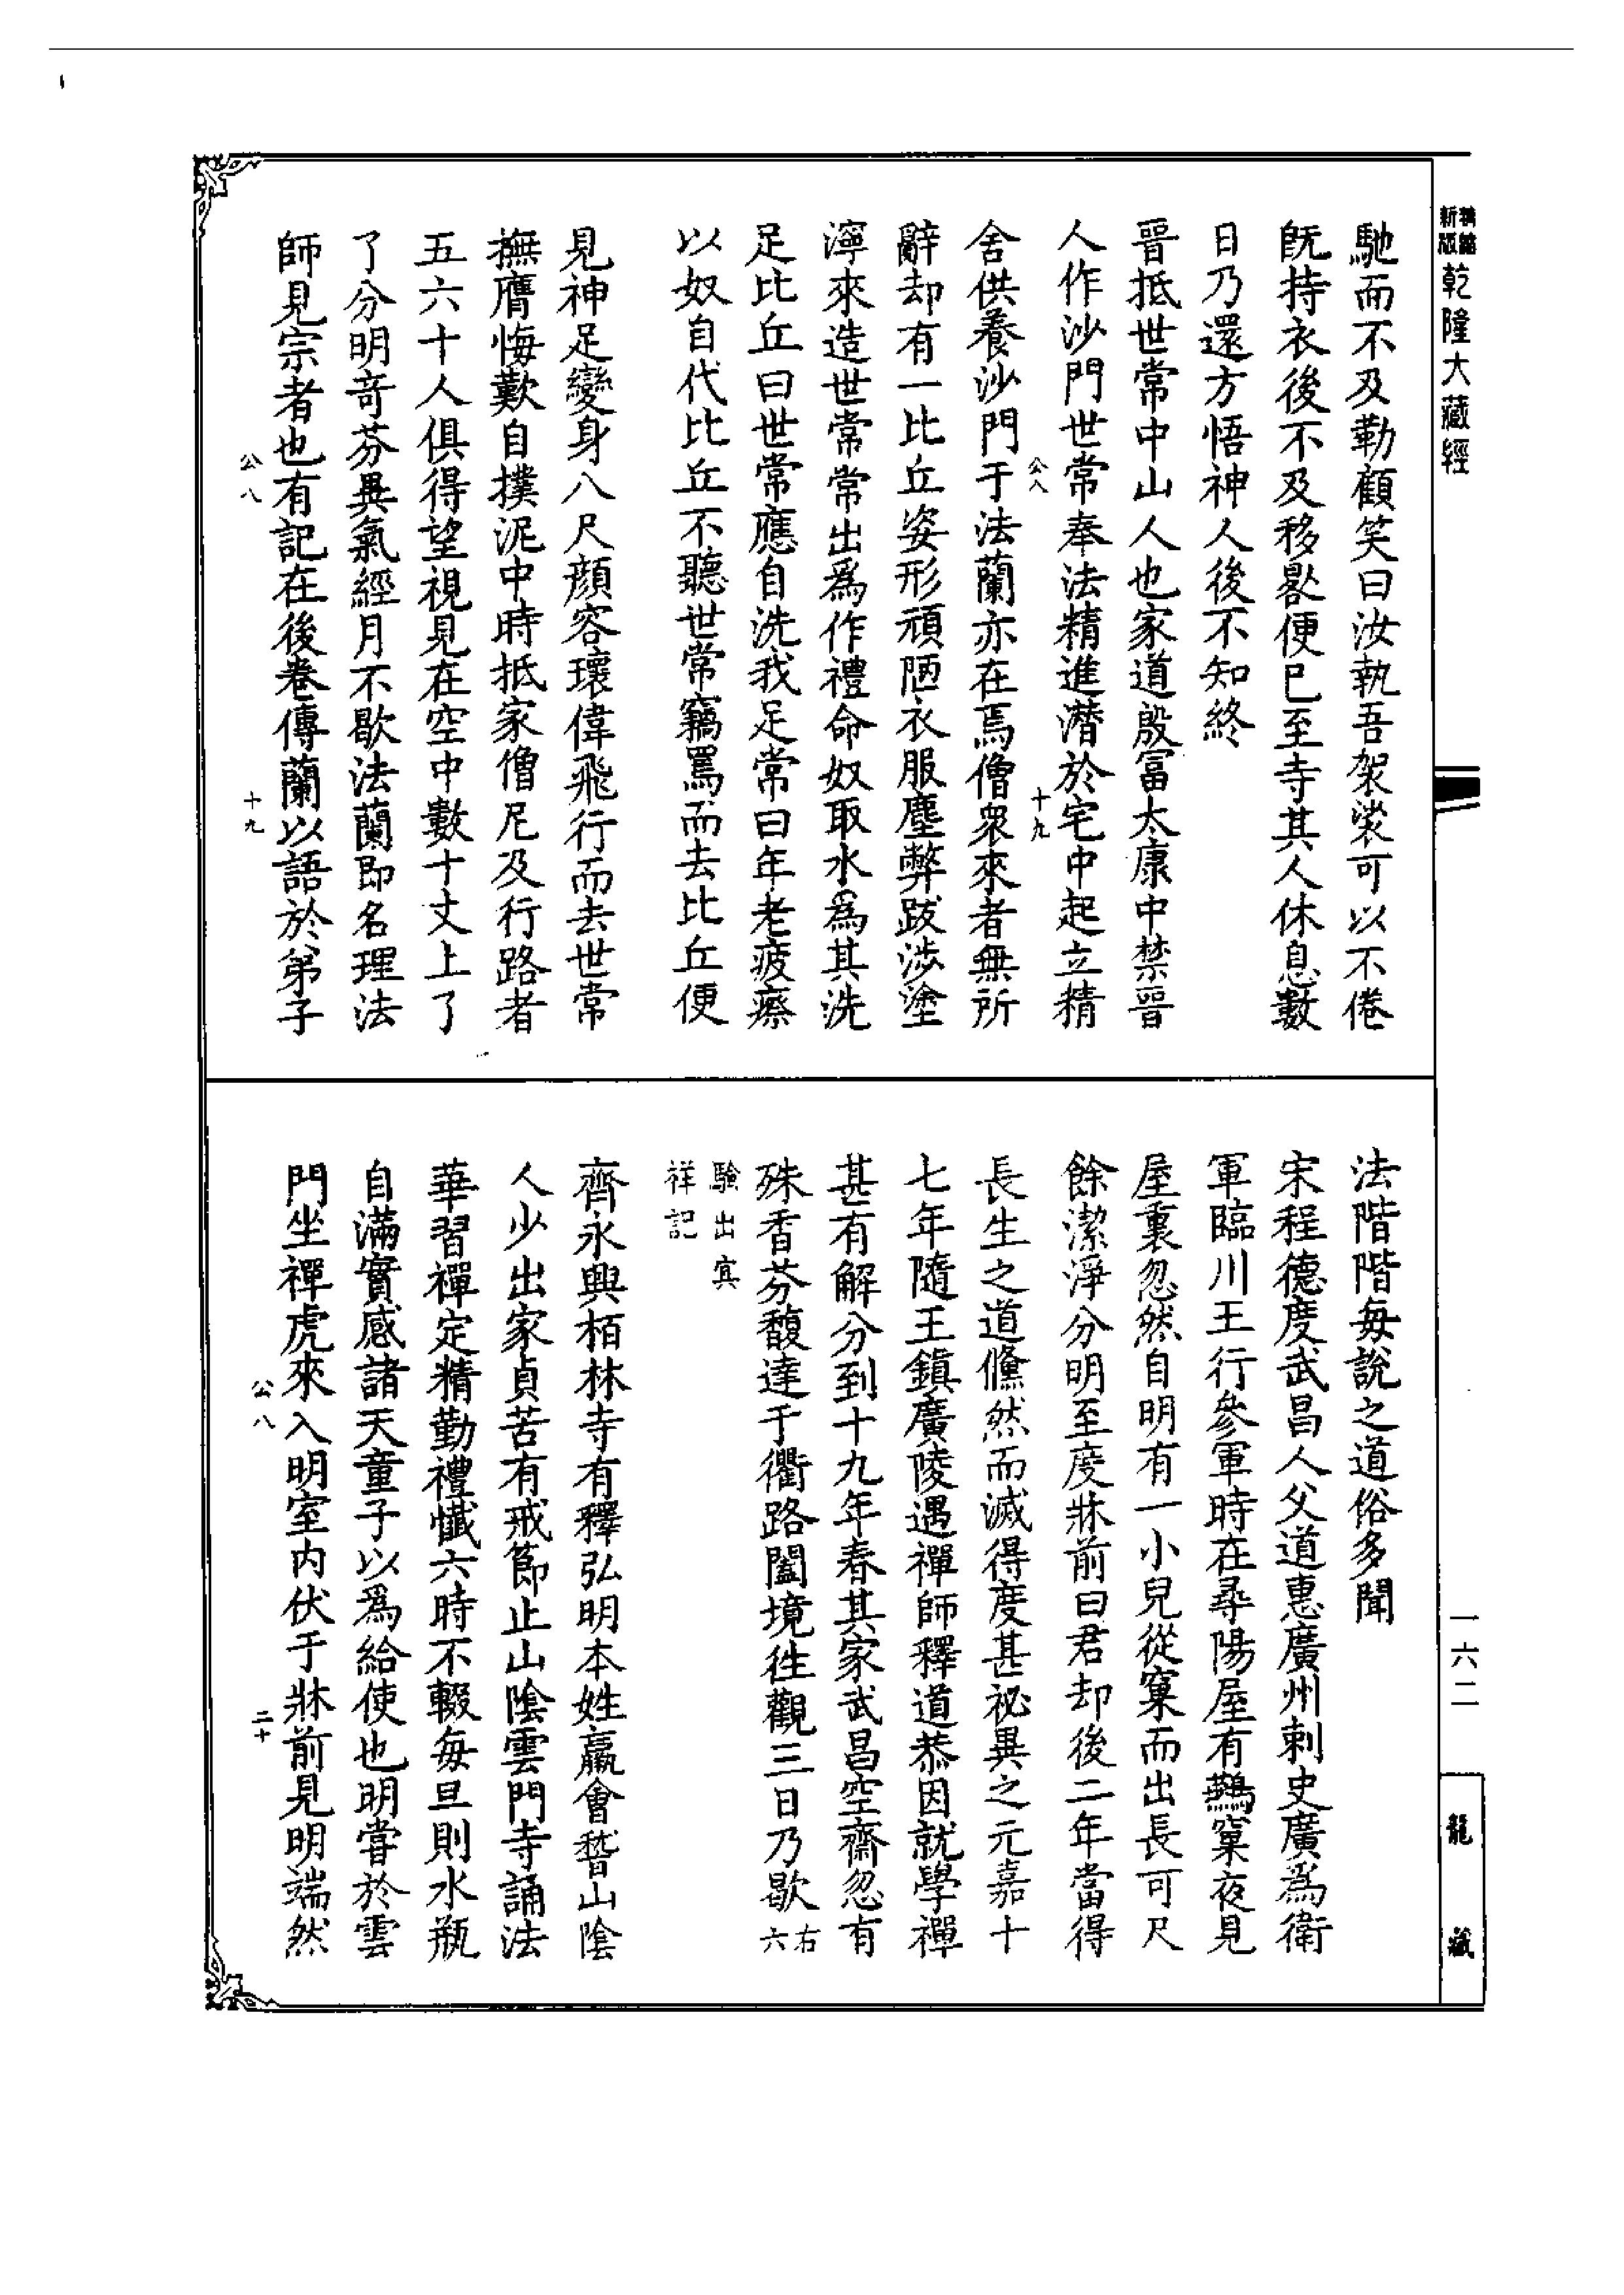 新編縮版 乾隆大藏經
馳而不及勒顧笑曰汝執吾袈裟可以不倦
旣持衣後不及移晷便已至寺其人休息數
日乃還方悟神人後不知終
晉抵世常中山人也家道殷冨太康中禁晉
人作沙門世常奉法精進潛於宅中起立精
公八 十九
舍供養沙門于法蘭亦在焉僧衆來者無所
辭却有一比丘姿形頑陋衣服塵弊跋涉塗
濘來造世常常出爲作禮命奴取水爲其洗
足比丘曰世常應自洗我足常曰年老疲瘵
以奴自代比丘不聽世常竊罵而去比丘便
見神足變身八尺顔容瓌偉飛行而去世常
撫膺悔歎自撲泥中時抵家僧尼及行路者
五六十人俱得望視見在空中數十丈上了
了分明竒芬異氣經月不歇法蘭即名理法
師見宗者也有記在後卷傳蘭以語於弟子
公八 十九
法階階每說之道俗多聞
宋程德度武昌人父道惠廣州刺史廣爲衛
軍臨川王行參軍時在尋陽屋有鷰窠夜見
屋裏忽然自明有一小兒從窠而出長可尺
餘潔淨分明至度牀前曰君却後二年當得
長生之道儵然而滅得度甚祕異之元嘉十
七年隨王鎮廣陵遇禪師釋道恭因就學禪
甚有解分到十九年春其家武昌空齋忽有
殊香芬馥達于衢路闔境徃觀三日乃歇右六
驗出冥
祥記
齊永興栢林寺有釋弘明本姓羸會嵇山陰
人少出家貞苦有戒節止山陰雲門寺誦法
華習禪定精勤禮懺六時不輟每旦則水瓶
自滿實感諸天童子以爲給使也明甞於雲
門坐禪虎來入明室内伏于牀前見明端然
公八 二十
一六二
龍藏